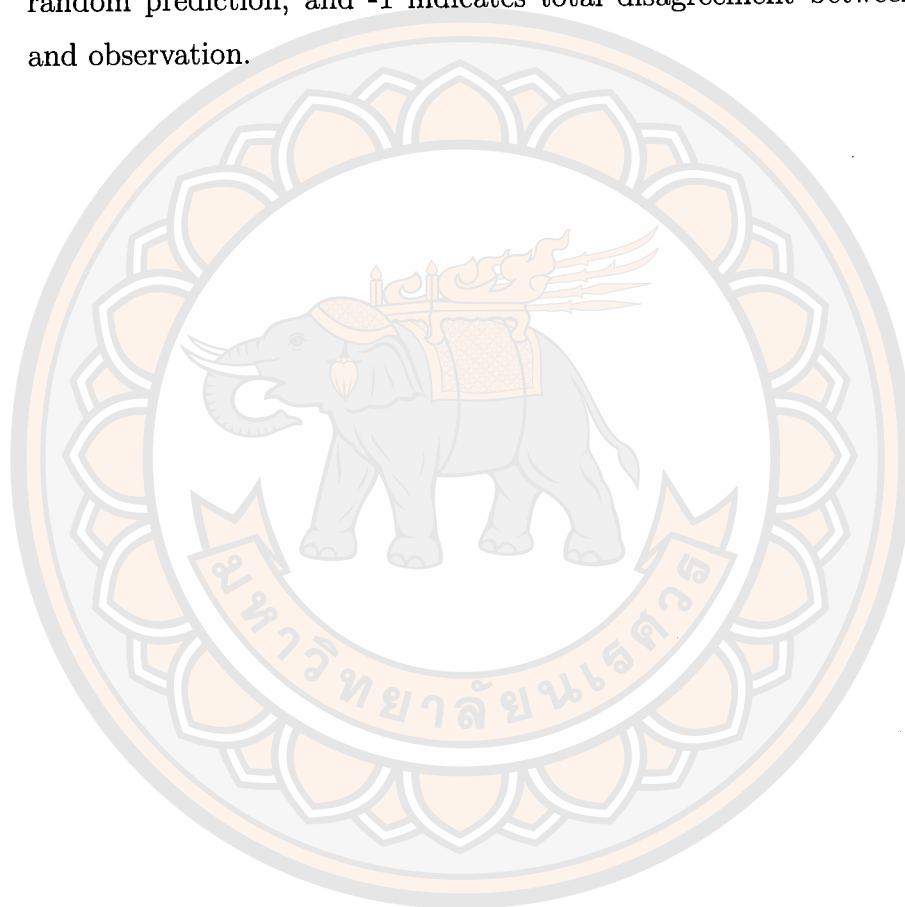 random prediction, and -1 indicates total disagreement
and observation.
มหาวิทยาลัยนเรศวร